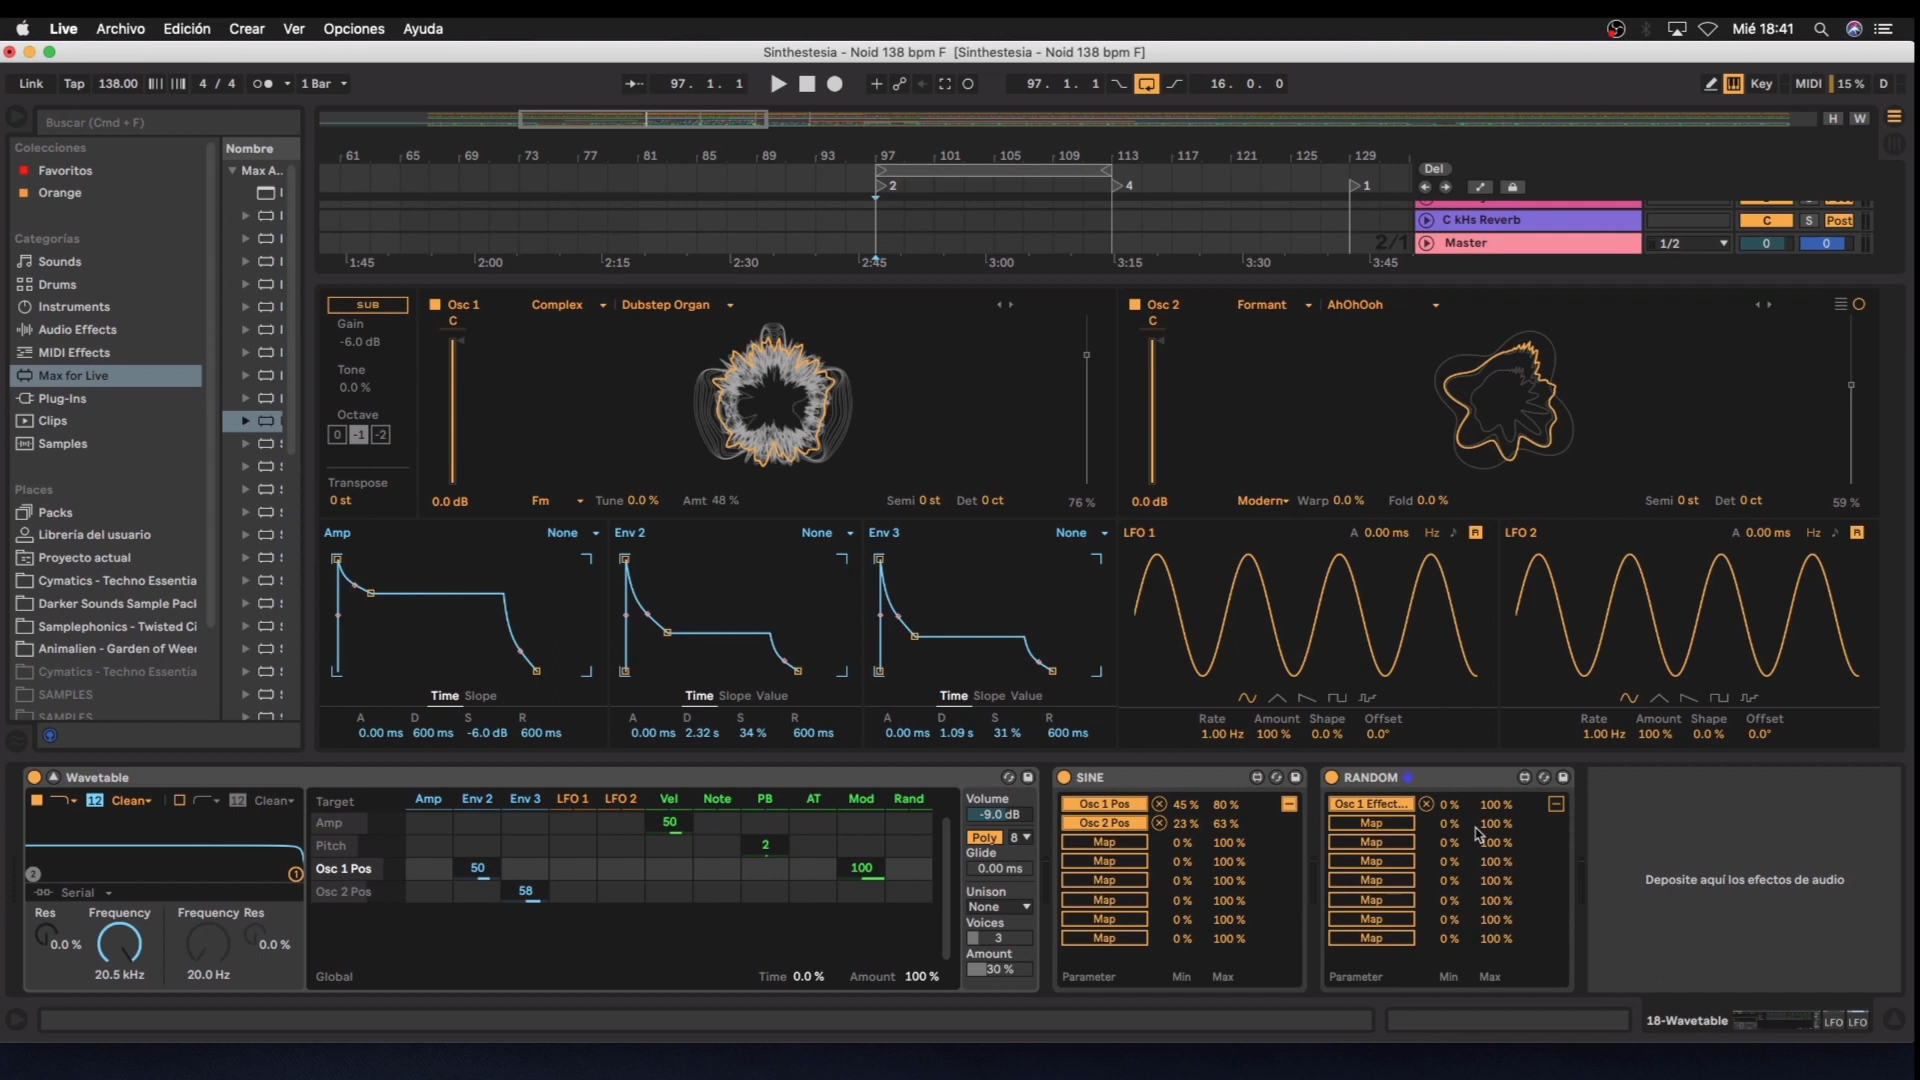 Live Archivo Edición Crear Ver Opciones Ayuda Mié 18:41
Sinthestesia - Noid 138 bpm F [Sinthestesia - Noid 138 bpm F]
Link Tap 138.00 4 / 4 1 Bar 97. 1. 1 97. 1. 1 16. 0. 0 Key MIDI 15 % D
Buscar (Cmd + F)
H W
Colecciones
Favoritos
Orange
Categorías
Sounds
Drums
Instruments
Audio Effects
MIDI Effects
Max for Live
Plug-Ins
Clips
Samples
Places
Packs
Librería del usuario
Proyecto actual
Cymatics - Techno Essentia
Darker Sounds Sample Pack
Samplephonics - Twisted Ci
Animalien - Garden of Weed
Cymatics - Techno Essentia
SAMPLES
SAMPLES
Nombre
Max A..
61 65 69 73 77 81 85 89 93 97 101 105 109 113 117 121 125 129
Del
2 4 1
C kHs Reverb C S Post
2/1 Master 1/2 0 0
1:45 2:00 2:15 2:30 2:45 3:00 3:15 3:30 3:45
SUB
Gain
-6.0 dB
Tone
0.0 %
Octave
0 -1 -2
Transpose
0 st
Osc 1 Complex Dubstep Organ
C
0.0 dB Fm Tune 0.0 % Amt 48 % Semi 0 st Det 0 ct 76 %
Osc 2 Formant AhOhOoh
C
0.0 dB Modern Warp 0.0 % Fold 0.0 % Semi 0 st Det 0 ct 59 %
Amp None
Time Slope
A D S R
0.00 ms 600 ms -6.0 dB 600 ms
Env 2 None
Time Slope Value
A D S R
0.00 ms 2.32 s 34 % 600 ms
Env 3 None
Time Slope Value
A D S R
0.00 ms 1.09 s 31 % 600 ms
LFO 1 A 0.00 ms Hz R
Rate Amount Shape Offset
1.00 Hz 100 % 0.0 % 0.0°
LFO 2 A 0.00 ms Hz R
Rate Amount Shape Offset
1.00 Hz 100 % 0.0 % 0.0°
Wavetable
12 Clean 12 Clean
2 1
Serial
Res Frequency Frequency Res
0.0 % 0.0 %
20.5 kHz 20.0 Hz
Target Amp Env 2 Env 3 LFO 1 LFO 2 Vel Note PB AT Mod Rand
Amp 50
Pitch 2
Osc 1 Pos 50 100
Osc 2 Pos 58
Global Time 0.0 % Amount 100 %
Volume
-9.0 dB
Poly 8
Glide
0.00 ms
Unison
None
Voices
3
Amount
30 %
SINE
Osc 1 Pos 45 % 80 %
Osc 2 Pos 23 % 63 %
Map 0 % 100 %
Map 0 % 100 %
Map 0 % 100 %
Map 0 % 100 %
Map 0 % 100 %
Map 0 % 100 %
Parameter Min Max
RANDOM
Osc 1 Effect... 0 % 100 %
Map 0 % 100 %
Map 0 % 100 %
Map 0 % 100 %
Map 0 % 100 %
Map 0 % 100 %
Map 0 % 100 %
Map 0 % 100 %
Parameter Min Max
Deposite aquí los efectos de audio
18-Wavetable LFO LFO